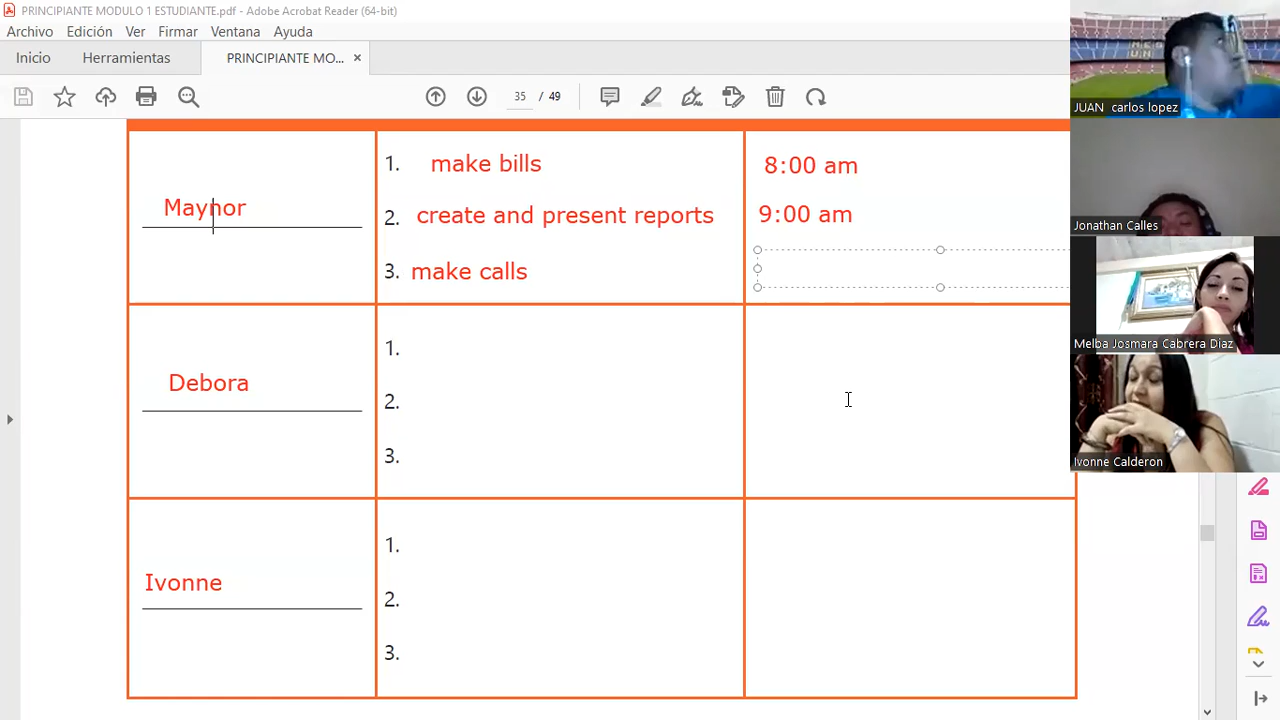 PRINCIPIANTE MODULO 1 ESTUDIANTE.pdf - Adobe Acrobat Reader (64-bit)
Archivo Edición Ver Firmar Ventana Ayuda
Inicio Herramientas PRINCIPIANTE MO... ×
35 / 49
JUAN carlos lopez
Jonathan Calles
Melba Josmara Cabrera Diaz
Ivonne Calderon
Maynor
1. make bills 8:00 am
2. create and present reports 9:00 am
3. make calls
Debora
1.
2.
3.
Ivonne
1.
2.
3.